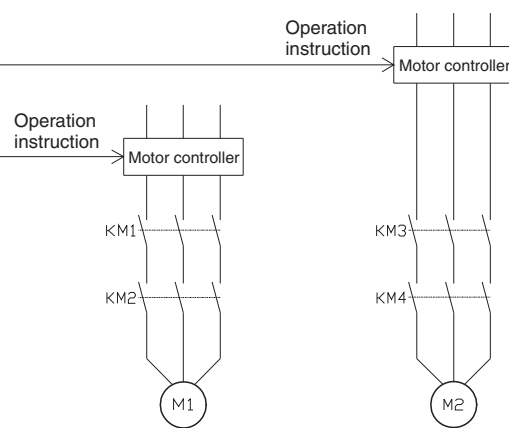 Operation
instruction
Motor controller
Operation
instruction
Motor controller
KM1
KM3
KM2
KM4
M1
M2